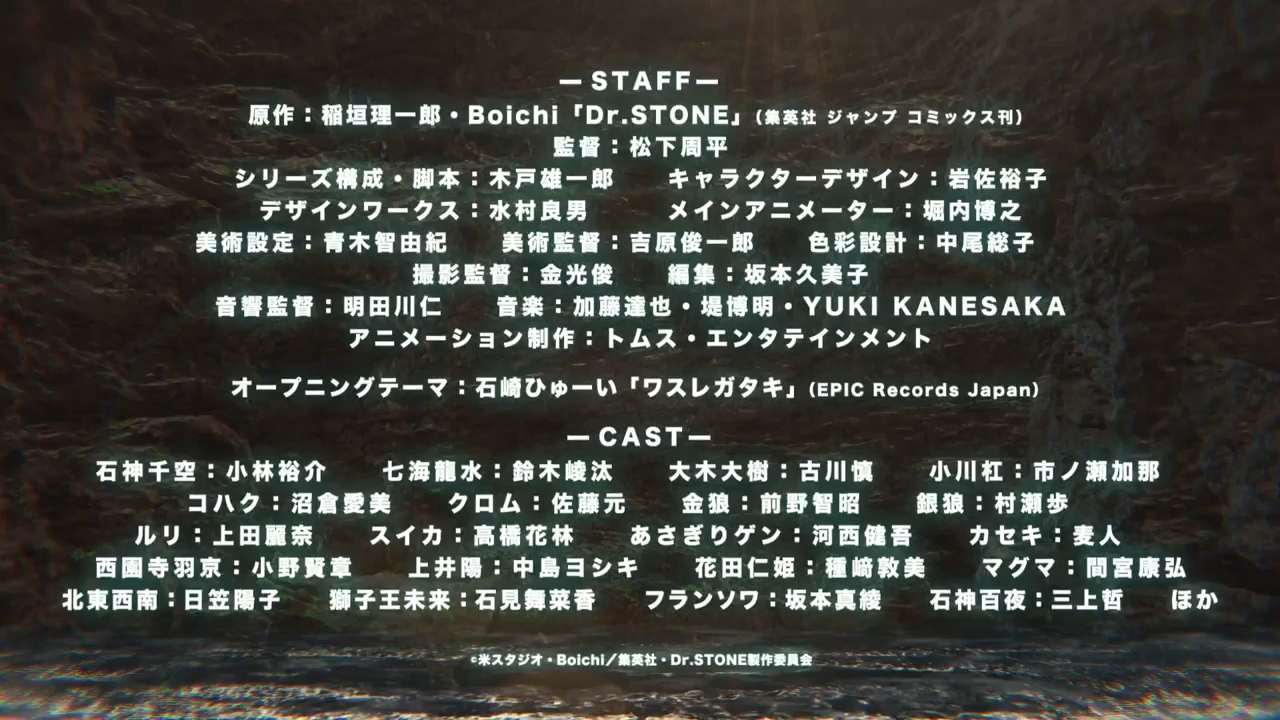 — STAFF —
原作：稲垣理一郎・Boichi「Dr.STONE」（集英社 ジャンプ コミックス刊）
監督：松下周平
シリーズ構成・脚本：木戸雄一郎　キャラクターデザイン：岩佐裕子
デザインワークス：水村良男　メインアニメーター：堀内博之
美術設定：青木智由紀　美術監督：吉原俊一郎　色彩設計：中尾総子
撮影監督：金光俊　編集：坂本久美子
音響監督：明田川仁　音楽：加藤達也・堤博明・YUKI KANESAKA
アニメーション制作：トムス・エンタテインメント
オープニングテーマ：石崎ひゅーい「ワスレガタキ」（EPIC Records Japan）
— CAST —
石神千空：小林裕介　七海龍水：鈴木崚汰　大木大樹：古川慎　小川杠：市ノ瀬加那
コハク：沼倉愛美　クロム：佐藤元　金狼：前野智昭　銀狼：村瀬歩
ルリ：上田麗奈　スイカ：高橋花林　あさぎりゲン：河西健吾　カセキ：麦人
西園寺羽京：小野賢章　上井陽：中島ヨシキ　花田仁姫：種﨑敦美　マグマ：間宮康弘
北東西南：日笠陽子　獅子王未来：石見舞菜香　フランソワ：坂本真綾　石神百夜：三上哲　ほか
©米スタジオ・Boichi／集英社・Dr.STONE製作委員会